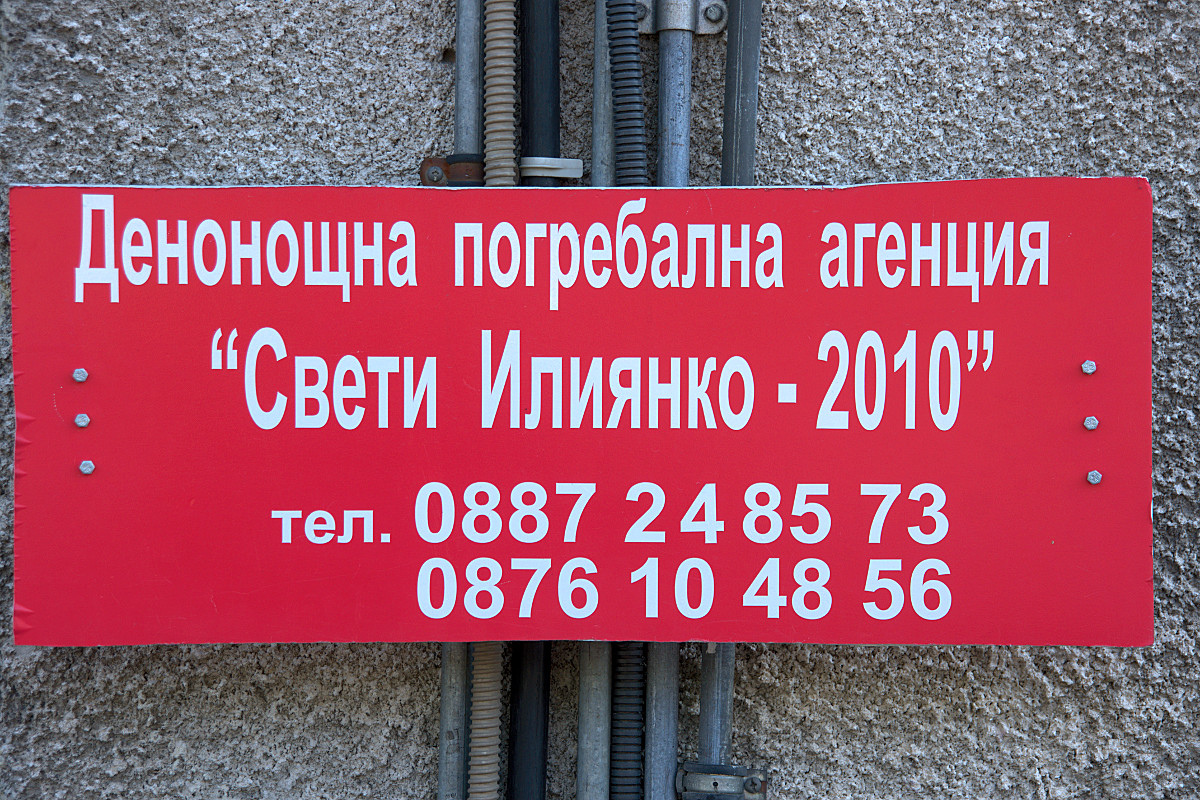 Денонощна погребална агенция
“Свети Илиянко - 2010”
тел. 0887 24 85 73
0876 10 48 56